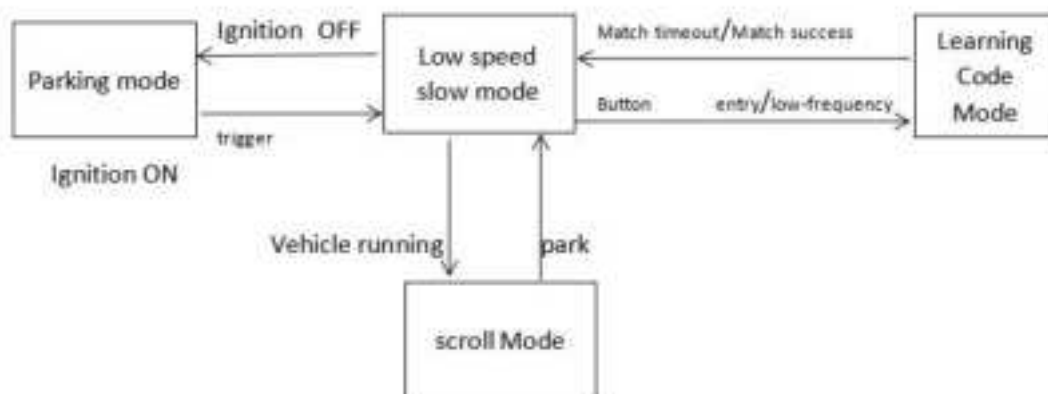 Ignition OFF
Parking mode
trigger
Ignition ON
Low speed
slow mode
Match timeout/Match success
Button entry/low-frequency
Learning
Code
Mode
Vehicle running
park
scroll Mode